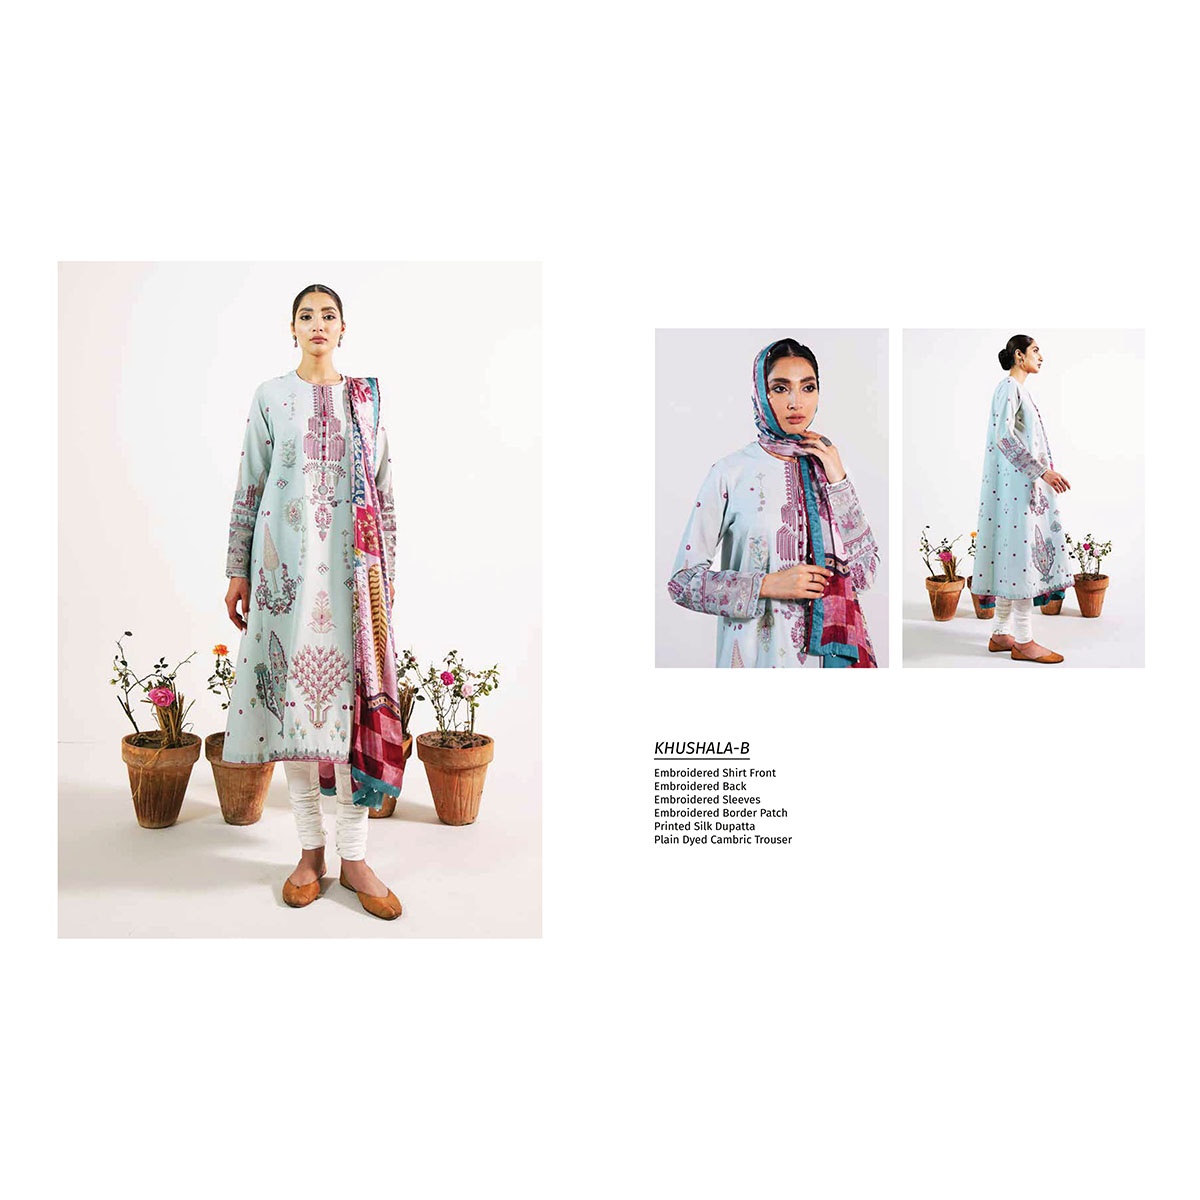 KHUSHALA-B
Embroidered Shirt Front
Embroidered Back
Embroidered Sleeves
Embroidered Border Patch
Printed Silk Dupatta
Plain Dyed Cambric Trouser